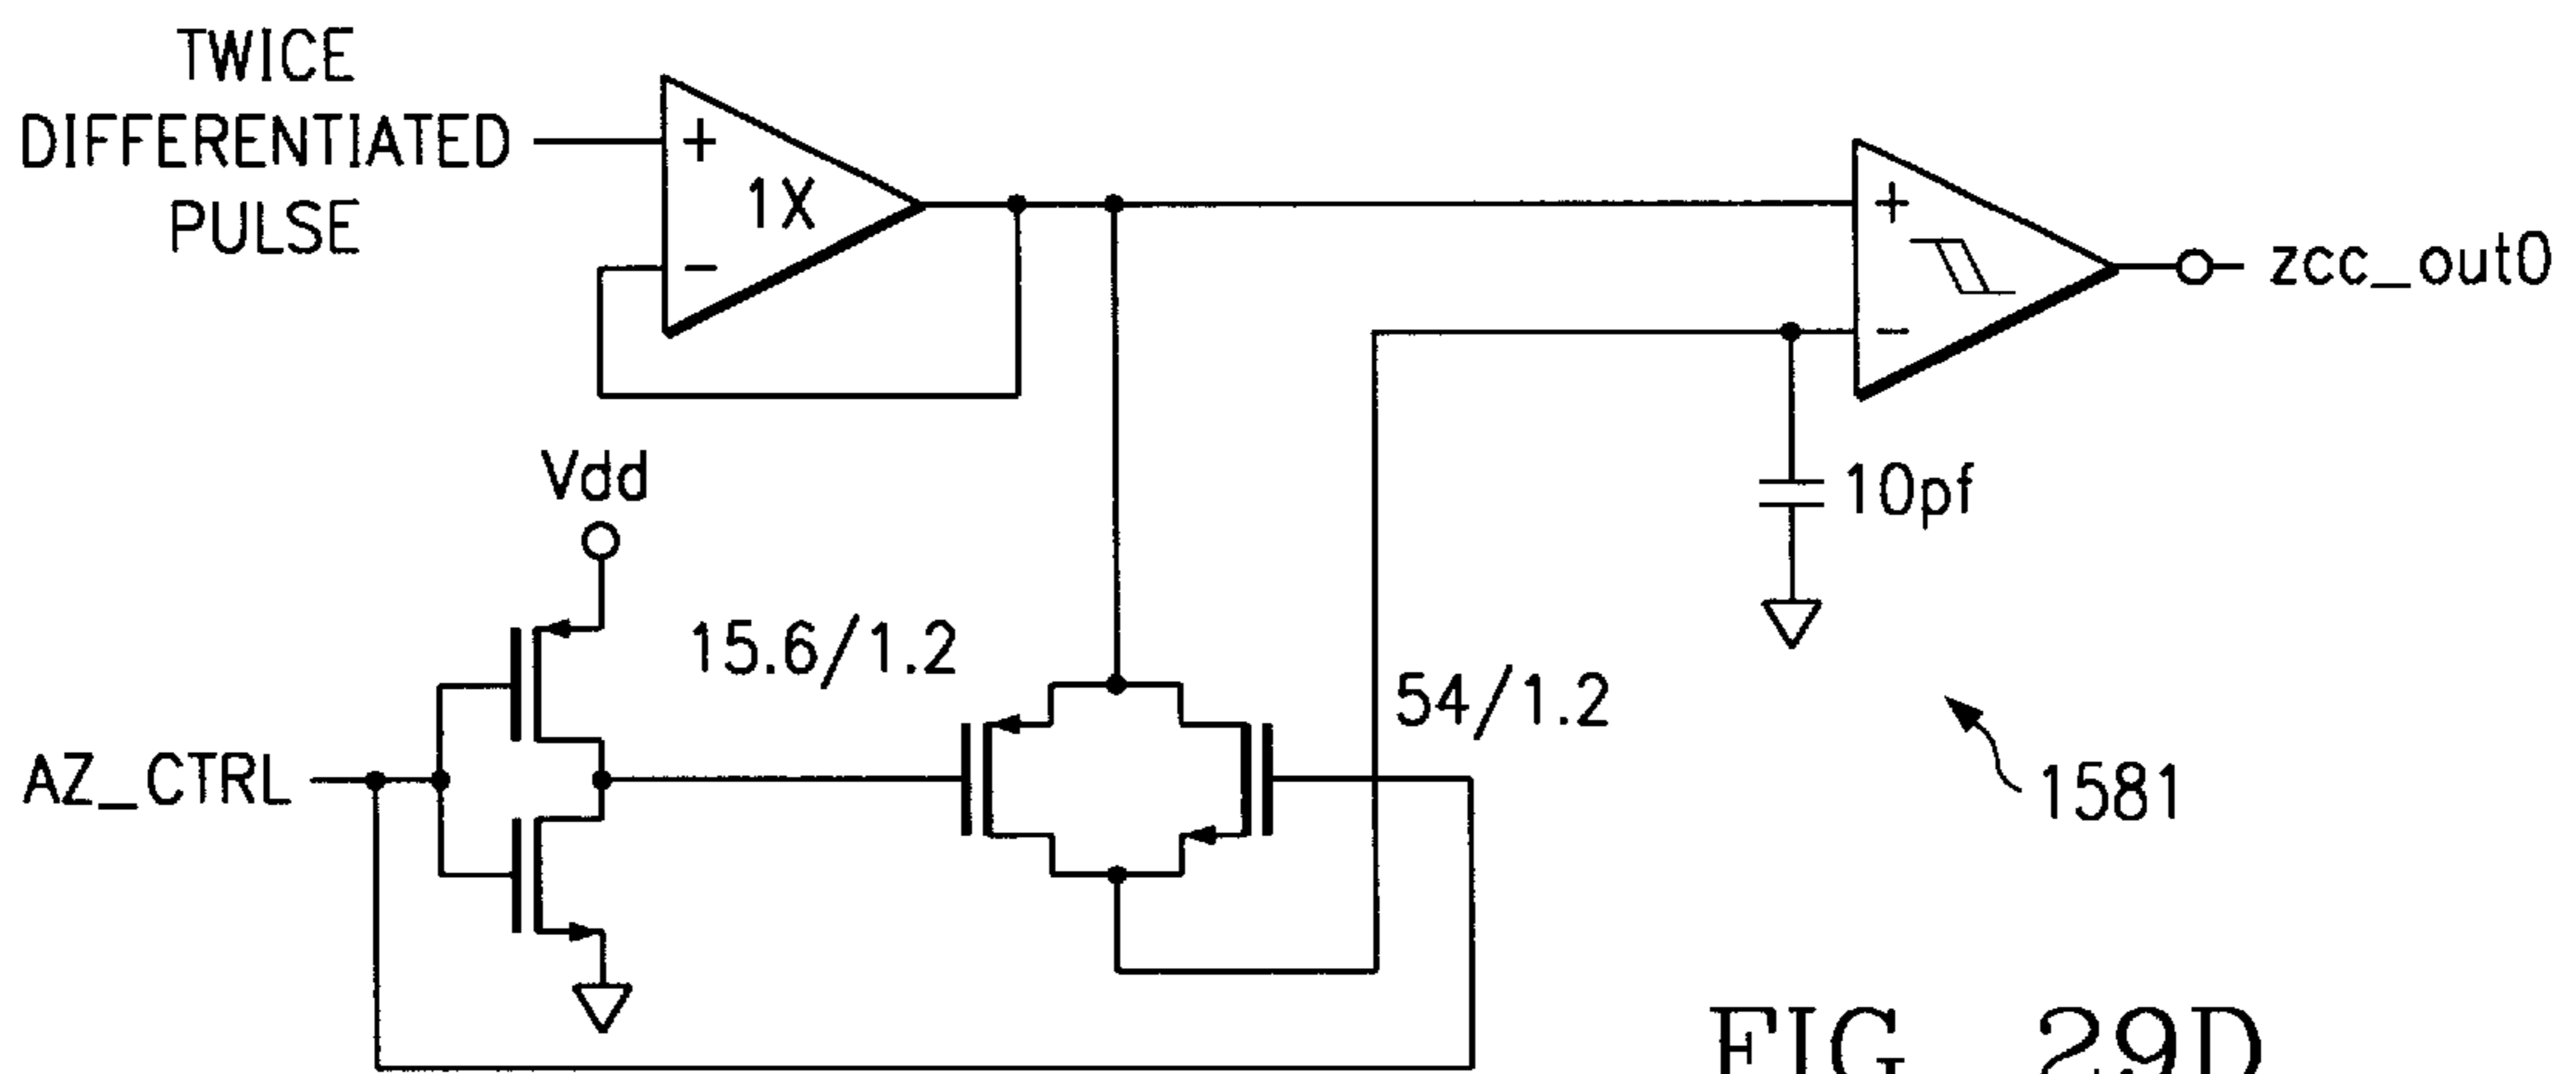 TWICE
DIFFERENTIATED
PULSE
+
1X
−
+
−
zcc_out0
10pf
Vdd
15.6/1.2
54/1.2
AZ_CTRL
1581
FIG. 29D